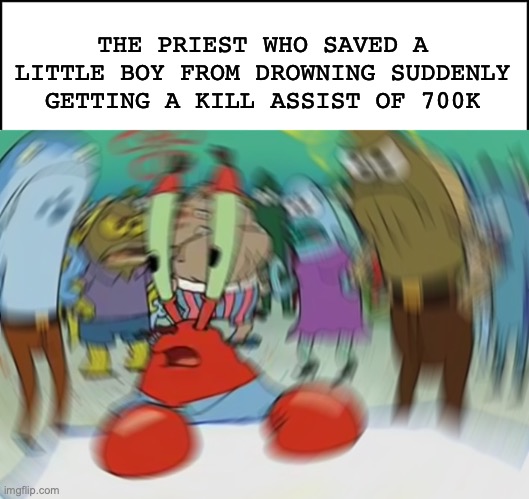 THE PRIEST WHO SAVED A
LITTLE BOY FROM DROWNING SUDDENLY
GETTING A KILL ASSIST OF 700K
imgflip.com